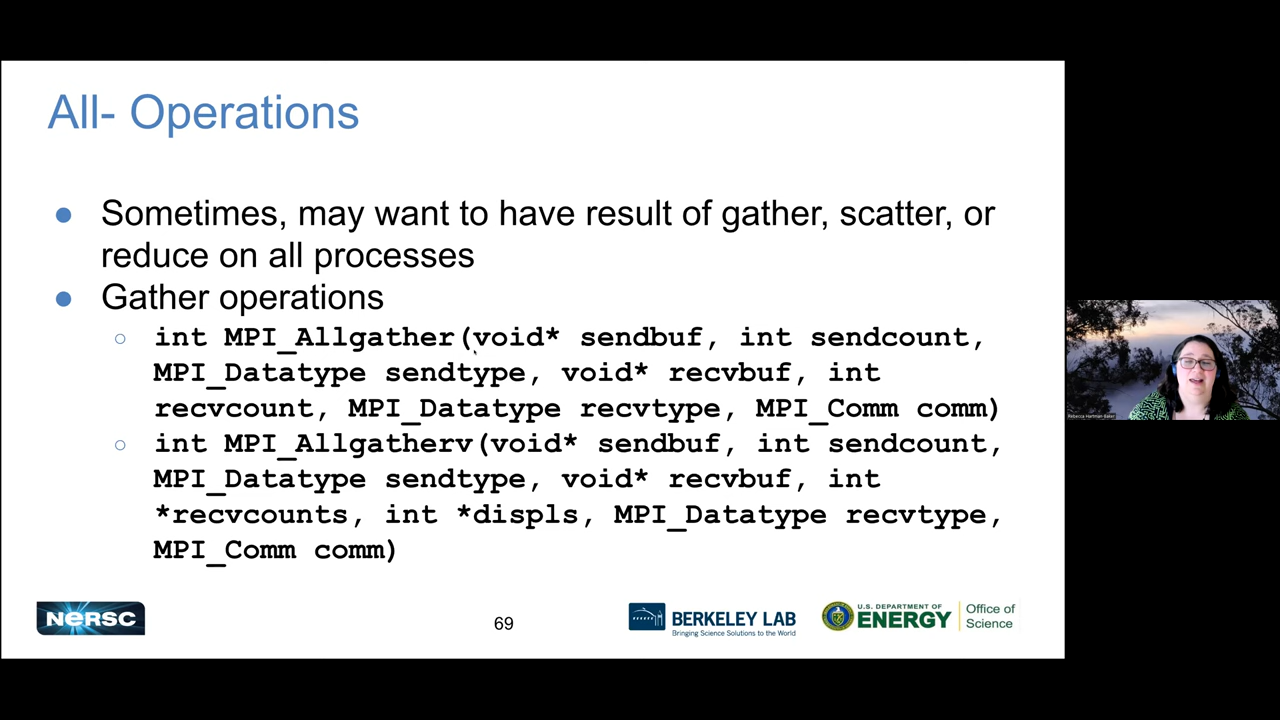 All- Operations
● Sometimes, may want to have result of gather, scatter, or
reduce on all processes
● Gather operations
○ int MPI_Allgather(void* sendbuf, int sendcount,
MPI_Datatype sendtype, void* recvbuf, int
recvcount, MPI_Datatype recvtype, MPI_Comm comm)
○ int MPI_Allgatherv(void* sendbuf, int sendcount,
MPI_Datatype sendtype, void* recvbuf, int
*recvcounts, int *displs, MPI_Datatype recvtype,
MPI_Comm comm)
NERSC
69
BERKELEY LAB
Bringing Science Solutions to the World
U.S. DEPARTMENT OF
ENERGY
Office of
Science
Rebecca Hartman-Baker